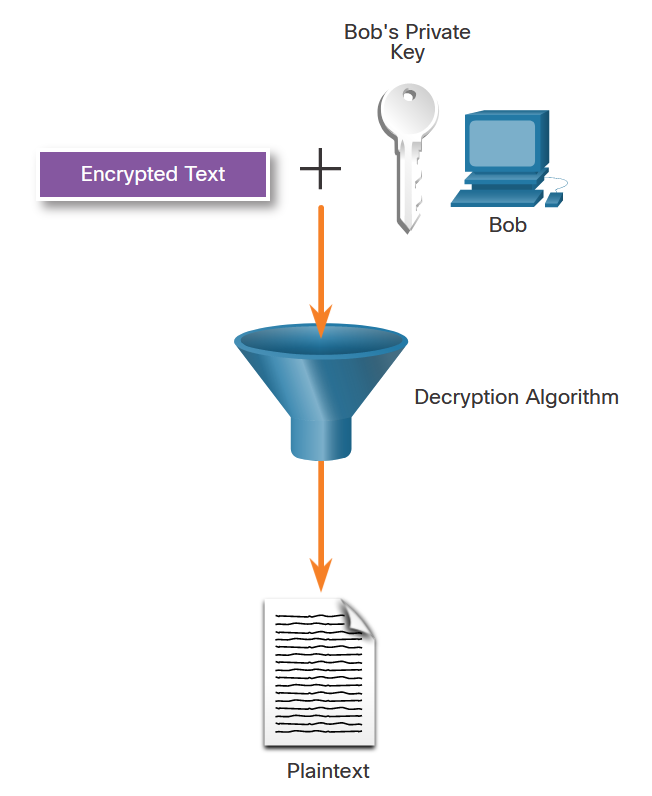 Bob's Private
Key
Encrypted Text
Bob
Decryption Algorithm
Plaintext